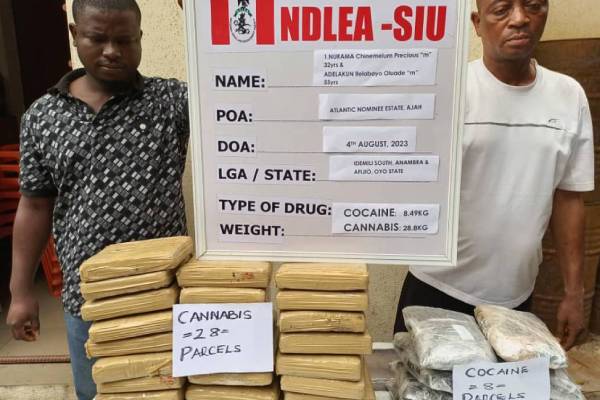 NDLEA -SIU
1.NURAMA Chinemelum Precious "m"
32yrs &
ADELAKUN Relabayo Oluade "m"
55yrs
NAME:
POA:
ATLANTIC NOMINEE ESTATE, AJAH
DOA:
4TH AUGUST, 2023
LGA / STATE:
IDEMILI SOUTH, ANAMBRA &
AFIJIO, OYO STATE
TYPE OF DRUG:
COCAINE: 8.49KG
WEIGHT:
CANNABIS: 28.8KG
CANNABIS
=28=
PARCELS
COCAINE
=8=
PARCELS